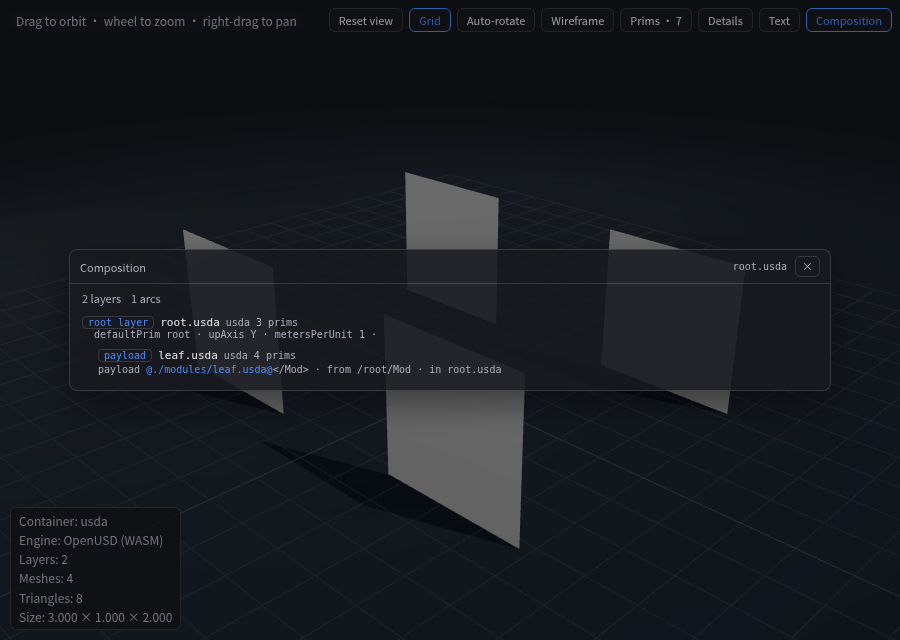 Drag to orbit · wheel to zoom · right-drag to pan
Reset view
Grid
Auto-rotate
Wireframe
Prims · 7
Details
Text
Composition
Composition
root.usda ×
2 layers 1 arcs
root layer root.usda usda 3 prims
defaultPrim root · upAxis Y · metersPerUnit 1 ·
payload leaf.usda usda 4 prims
payload @./modules/leaf.usda@</Mod> · from /root/Mod · in root.usda
Container: usda
Engine: OpenUSD (WASM)
Layers: 2
Meshes: 4
Triangles: 8
Size: 3.000 × 1.000 × 2.000